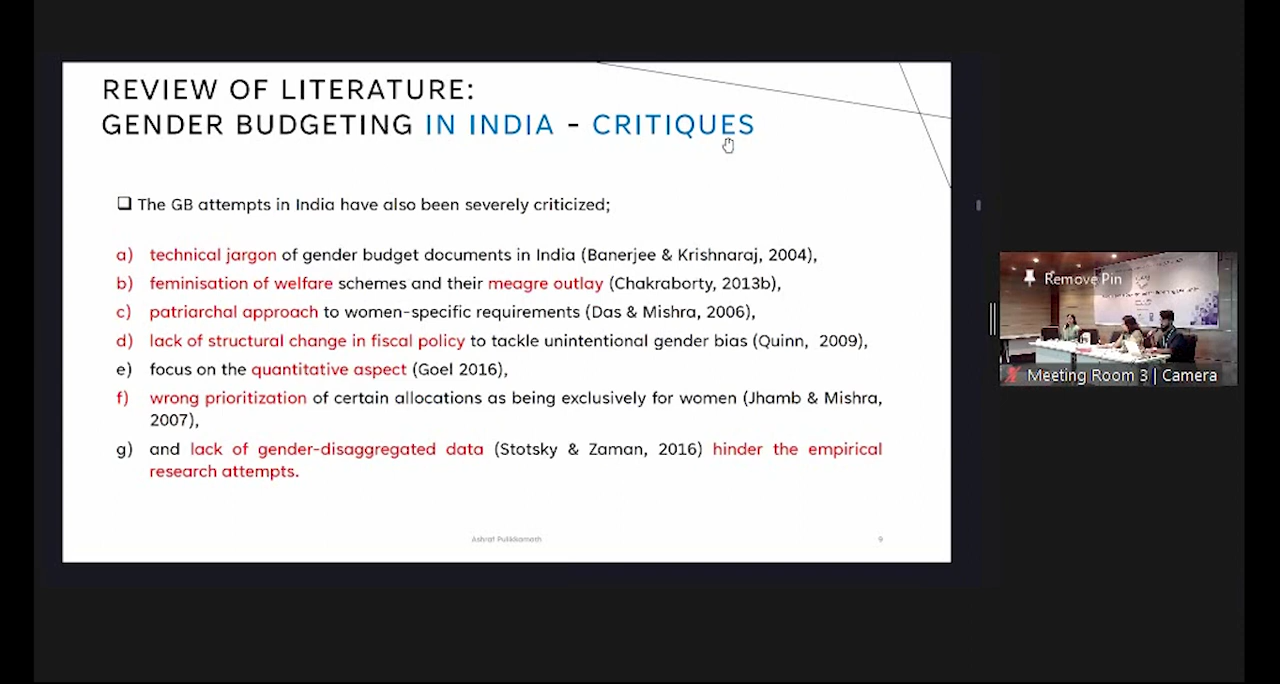 REVIEW OF LITERATURE:
GENDER BUDGETING IN INDIA – CRITIQUES
❑ The GB attempts in India have also been severely criticized;
a) technical jargon of gender budget documents in India (Banerjee & Krishnaraj, 2004),
b) feminisation of welfare schemes and their meagre outlay (Chakraborty, 2013b),
c) patriarchal approach to women-specific requirements (Das & Mishra, 2006),
d) lack of structural change in fiscal policy to tackle unintentional gender bias (Quinn, 2009),
e) focus on the quantitative aspect (Goel 2016),
f) wrong prioritization of certain allocations as being exclusively for women (Jhamb & Mishra,
2007),
g) and lack of gender-disaggregated data (Stotsky & Zaman, 2016) hinder the empirical
research attempts.
Ashraf Pulikkamath
9
Remove Pin
Meeting Room 3 | Camera